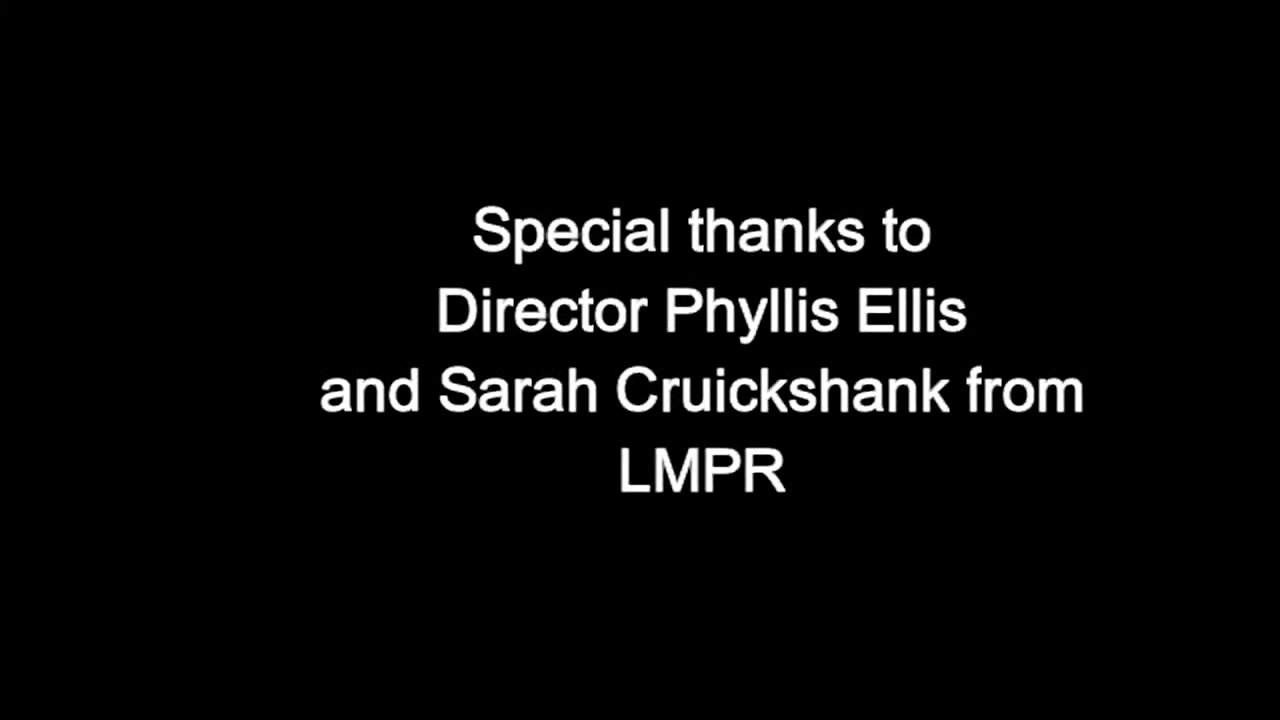 Special thanks to
Director Phyllis Ellis
and Sarah Cruickshank from
LMPR